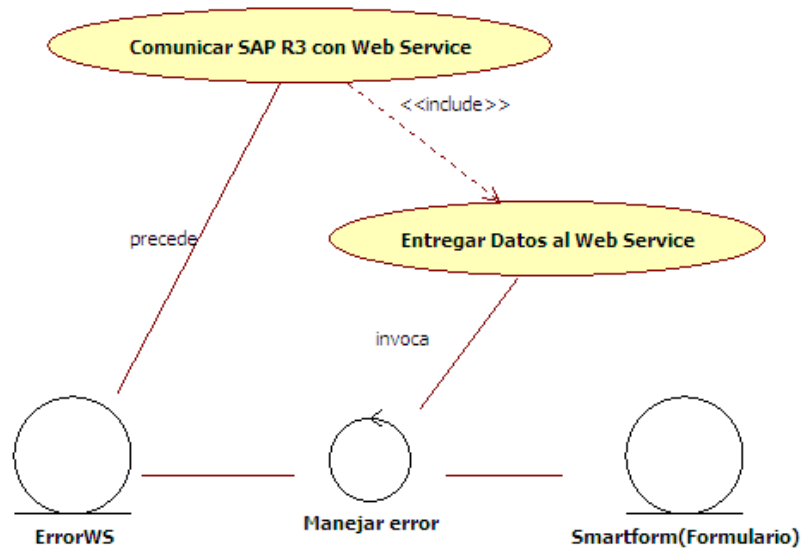 Comunicar SAP R3 con Web Service
<<include>>
precede
Entregar Datos al Web Service
invoca
ErrorWS
Manejar error
Smartform(Formulario)